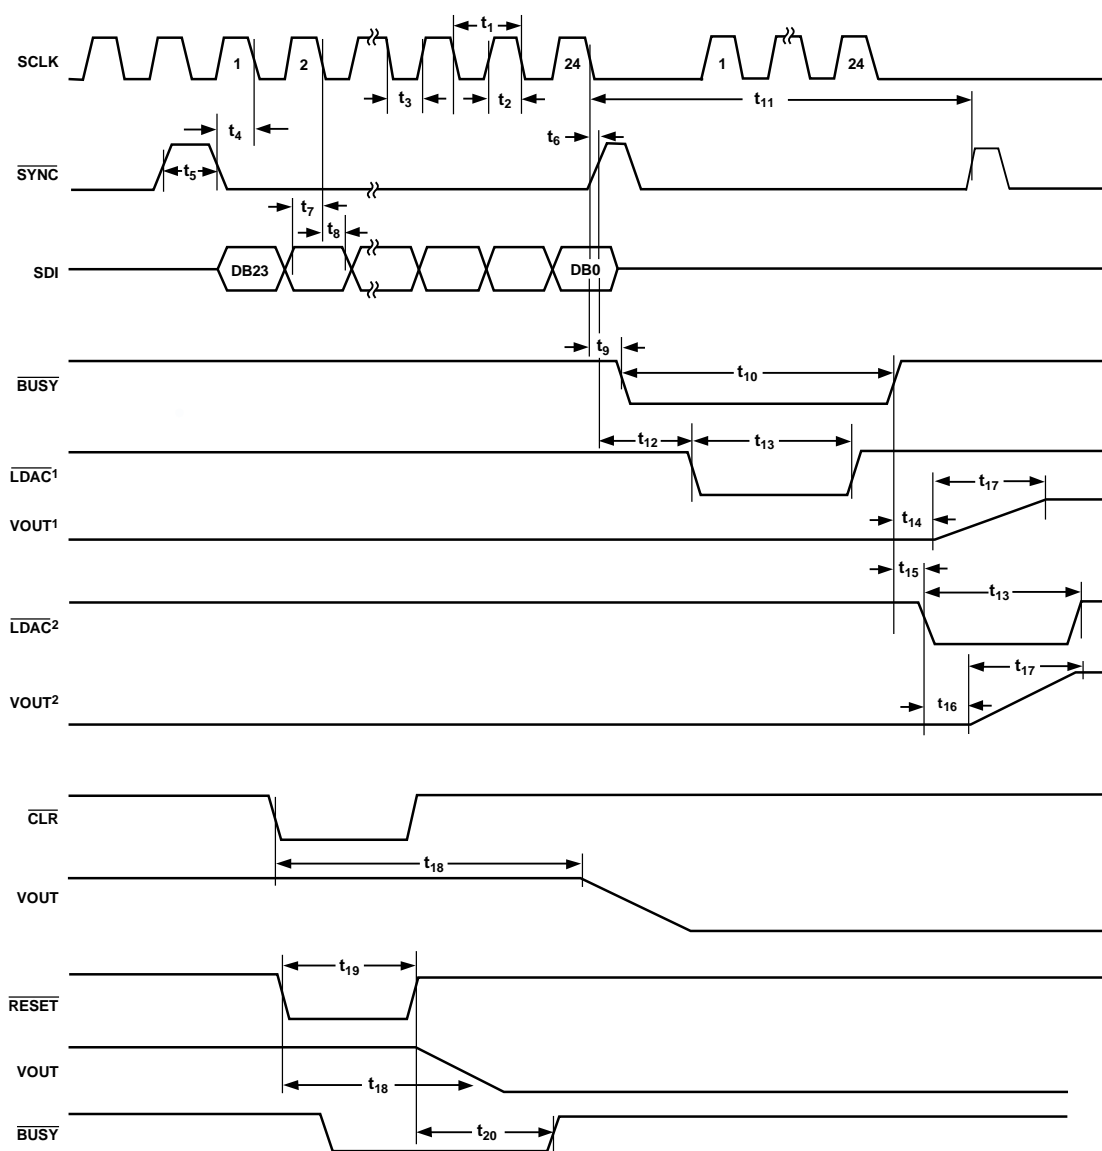 t1
SCLK
1
2
24
1
24
t3
t2
t11
t4
t6
SYNC
t5
t7
t8
SDI
DB23
DB0
t9
BUSY
t10
t12
t13
LDAC1
t17
VOUT1
t14
t15
t13
LDAC2
t17
VOUT2
t16
CLR
t18
VOUT
t19
RESET
VOUT
t18
BUSY
t20